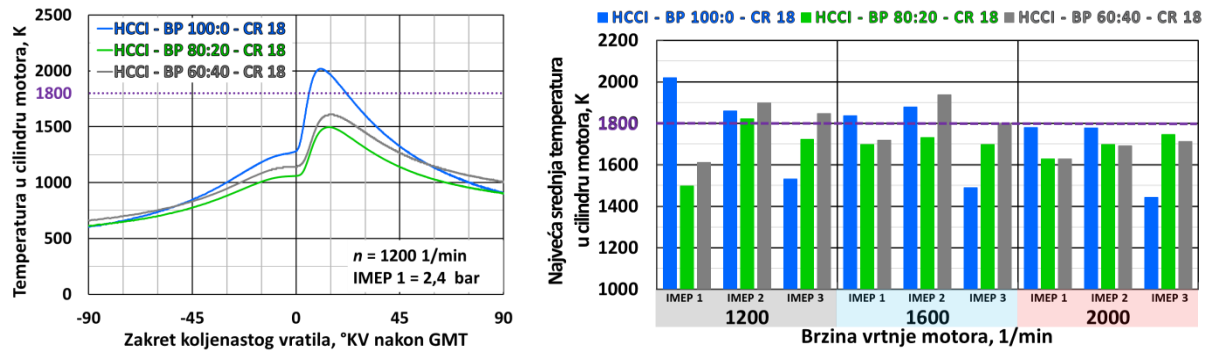 HCCI - BP 100:0 - CR 18
HCCI - BP 80:20 - CR 18
HCCI - BP 60:40 - CR 18
Temperatura u cilindru motora, K
2500
2000
1800
1500
1000
500
0
n = 1200 1/min
IMEP 1 = 2,4 bar
-90
-45
0
45
90
Zakret koljenastog vratila, °KV nakon GMT
HCCI - BP 100:0 - CR 18
HCCI - BP 80:20 - CR 18
HCCI - BP 60:40 - CR 18
Najveća srednja temperatura
u cilindru motora, K
2200
2000
1800
1600
1400
1200
1000
IMEP 1 IMEP 2 IMEP 3 IMEP 1 IMEP 2 IMEP 3 IMEP 1 IMEP 2 IMEP 3
1200 1600 2000
Brzina vrtnje motora, 1/min